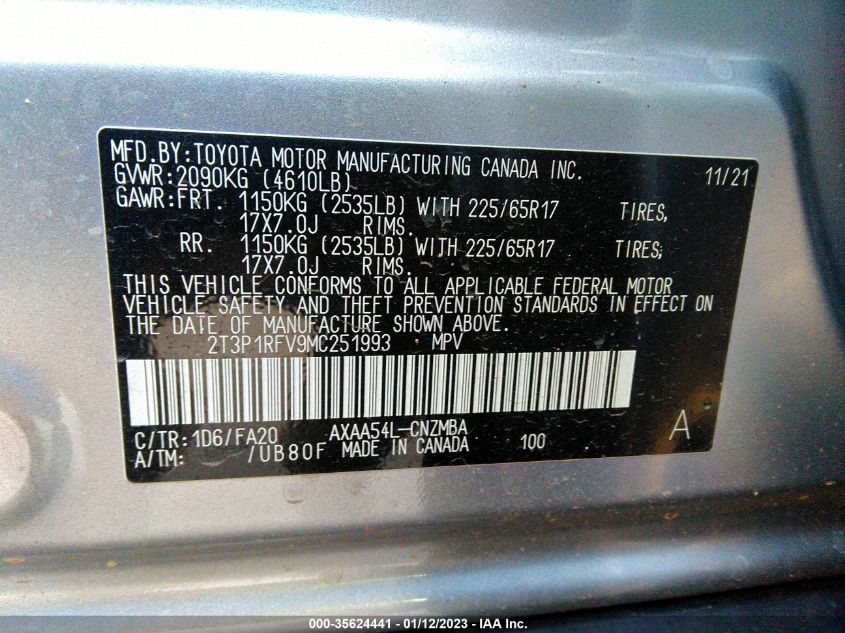 MFD.BY:TOYOTA MOTOR MANUFACTURING CANADA INC. 11/21
GVWR:2090KG (4610LB)
GAWR:FRT. 1150KG (2535LB) WITH 225/65R17 TIRES,
17X7.0J RIMS.
RR. 1150KG (2535LB) WITH 225/65R17 TIRES,
17X7.0J RIMS.
THIS VEHICLE CONFORMS TO ALL APPLICABLE FEDERAL MOTOR
VEHICLE SAFETY AND THEFT PREVENTION STANDARDS IN EFFECT ON
THE DATE OF MANUFACTURE SHOWN ABOVE.
2T3P1RFV9MC251993 MPV
C/TR:1D6/FA20 AXAA54L-CNZMBA 100 A
A/TM: /UB80F MADE IN CANADA
000-35624441 - 01/12/2023 - IAA Inc.